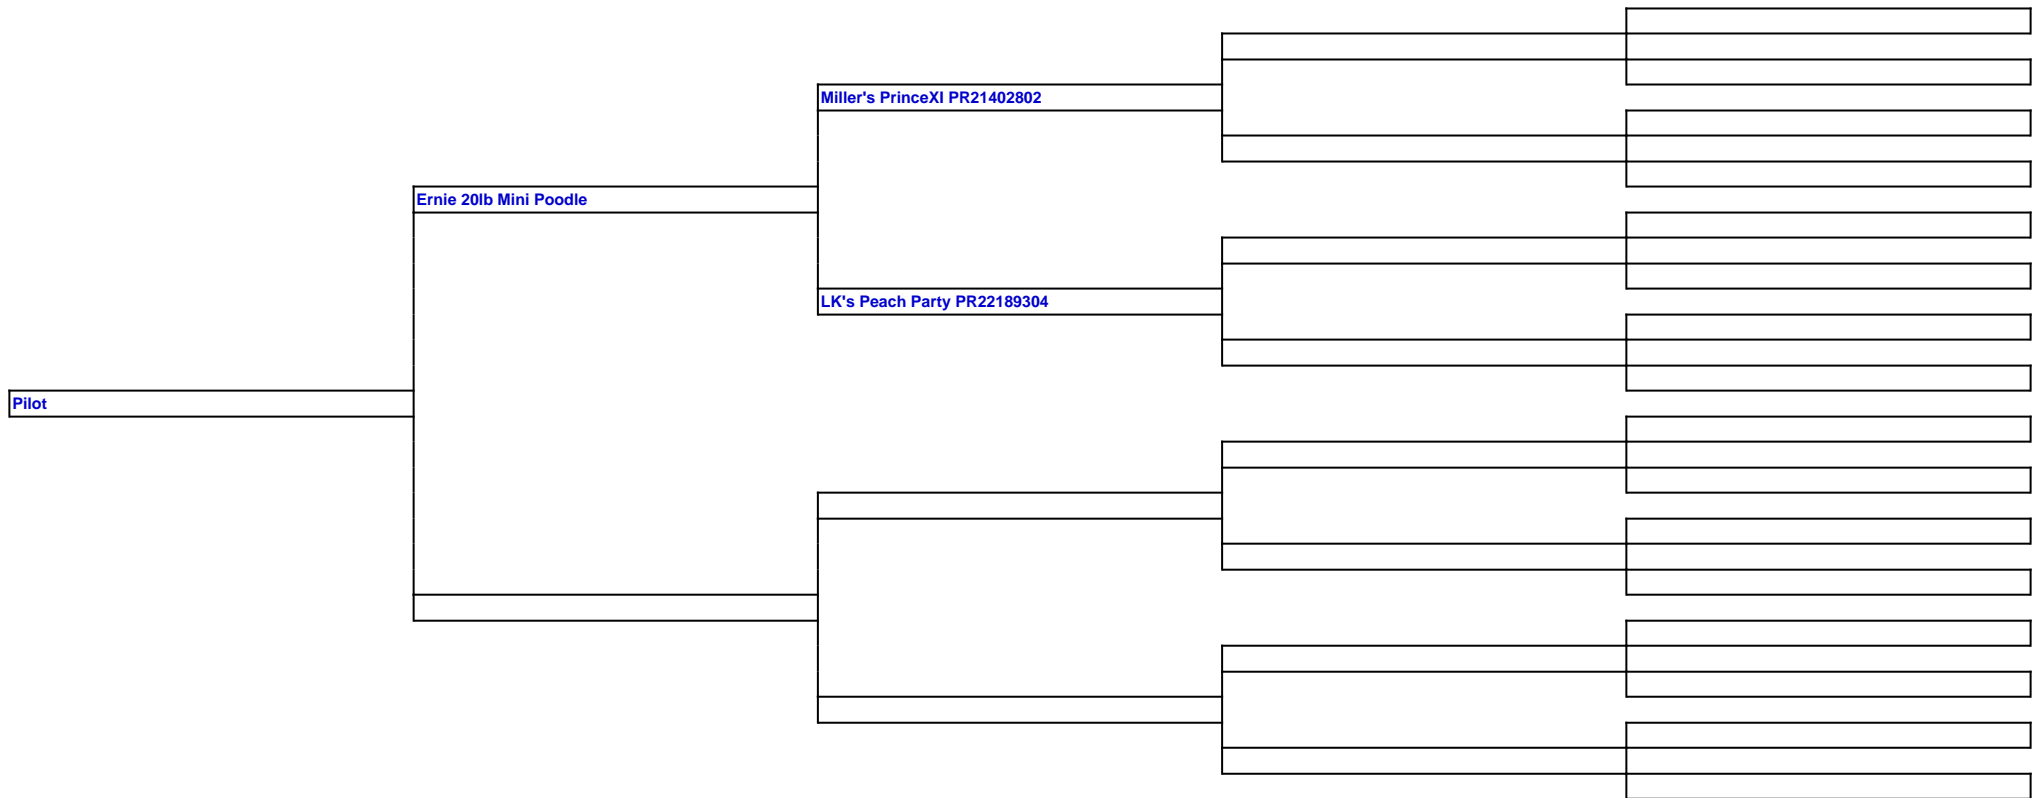 Miller's PrinceXI PR21402802
Ernie 20lb Mini Poodle
LK's Peach Party PR22189304
Pilot